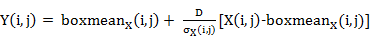 Y(i,j) = boxmean_X(i,j) + D/σ_X(i,j) [X(i,j)-boxmean_X(i,j)]